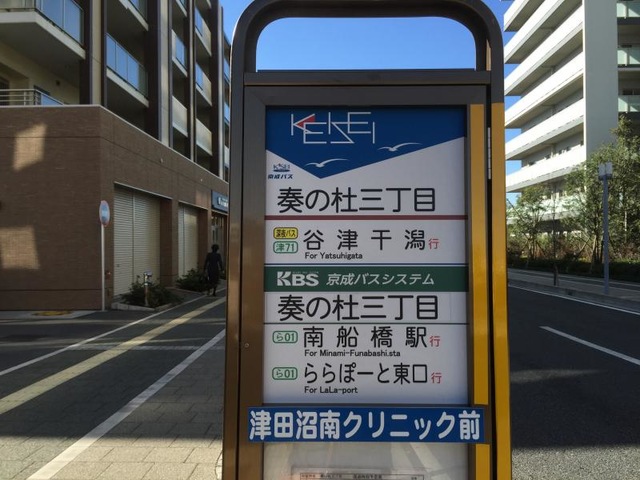 KEISEI
KSEI
京成バス
奏の杜三丁目
深夜バス
津71 谷津干潟行
For Yatsuhigata
KBS 京成バスシステム
奏の杜三丁目
ら01 南船橋駅行
For Minami-Funabashi.sta
ら01 ららぽーと東口行
For LaLa-port
津田沼南クリニック前